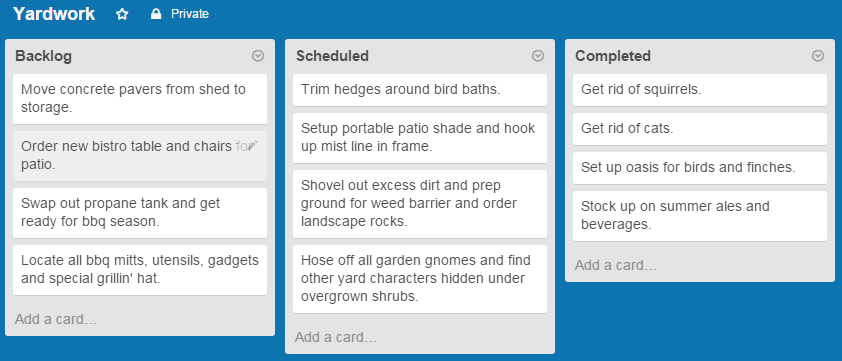 Yardwork
Private
Backlog
Move concrete pavers from shed to
storage.
Order new bistro table and chairs for
patio.
Swap out propane tank and get
ready for bbq season.
Locate all bbq mitts, utensils, gadgets
and special grillin' hat.
Add a card…
Scheduled
Trim hedges around bird baths.
Setup portable patio shade and hook
up mist line in frame.
Shovel out excess dirt and prep
ground for weed barrier and order
landscape rocks.
Hose off all garden gnomes and find
other yard characters hidden under
overgrown shrubs.
Add a card…
Completed
Get rid of squirrels.
Get rid of cats.
Set up oasis for birds and finches.
Stock up on summer ales and
beverages.
Add a card…